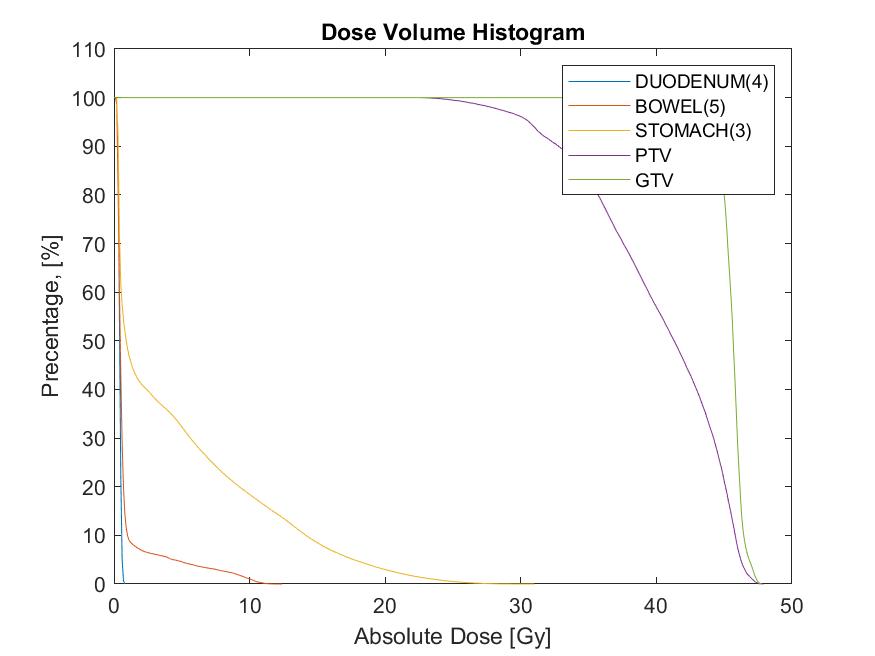 Dose Volume Histogram
110
100
90
80
70
60
50
40
30
20
10
0
Precentage, [%]
DUODENUM(4)
BOWEL(5)
STOMACH(3)
PTV
GTV
0 10 20 30 40 50
Absolute Dose [Gy]